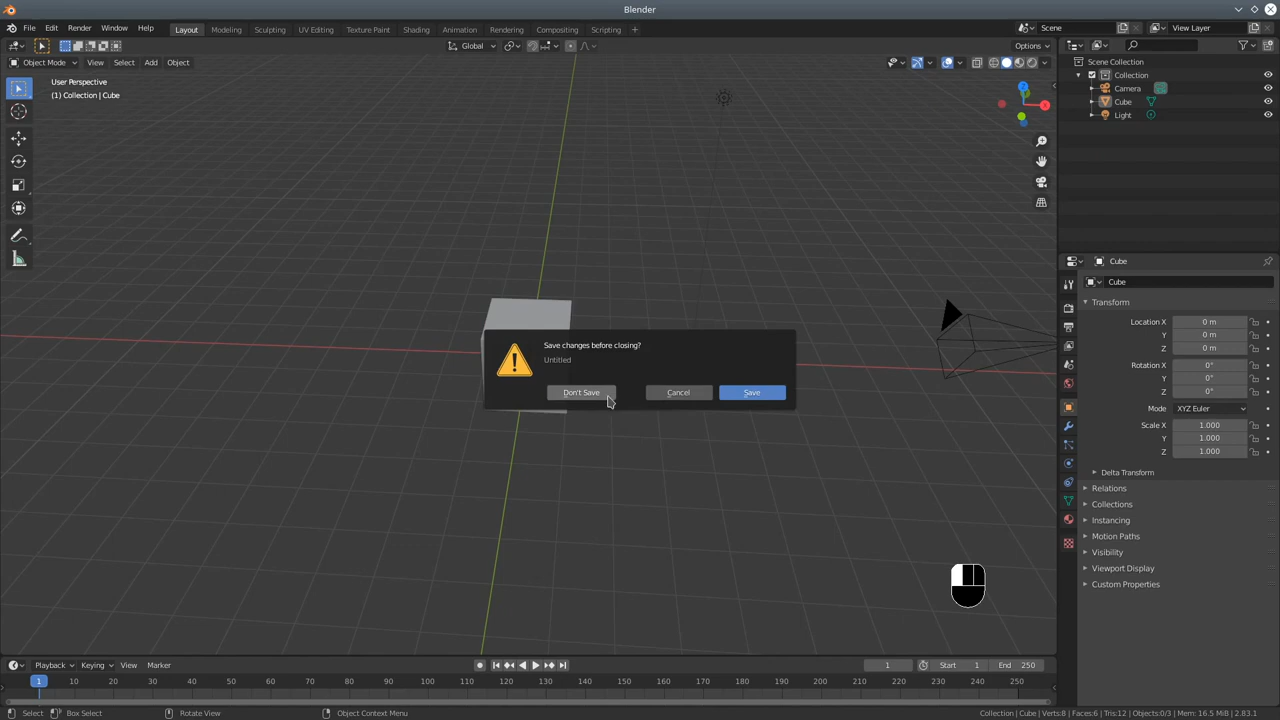 Blender
File Edit Render Window Help
Layout Modeling Sculpting UV Editing Texture Paint Shading Animation Rendering Compositing Scripting +
Scene
View Layer
Global
Options
Object Mode View Select Add Object
User Perspective
(1) Collection | Cube
Scene Collection
Collection
Camera
Cube
Light
Save changes before closing?
Untitled
Don't Save Cancel Save
Cube
Cube
Transform
Location X 0 m
Y 0 m
Z 0 m
Rotation X 0°
Y 0°
Z 0°
Mode XYZ Euler
Scale X 1.000
Y 1.000
Z 1.000
Delta Transform
Relations
Collections
Instancing
Motion Paths
Visibility
Viewport Display
Custom Properties
Playback Keying View Marker
1 Start 1 End 250
1 10 20 30 40 50 60 70 80 90 100 110 120 130 140 150 160 170 180 190 200 210 220 230 240 250
Select Box Select Rotate View Object Context Menu
Collection | Cube | Verts:8 | Faces:6 | Tris:12 | Objects:0/3 | Mem: 16.5 MiB | 2.83.1